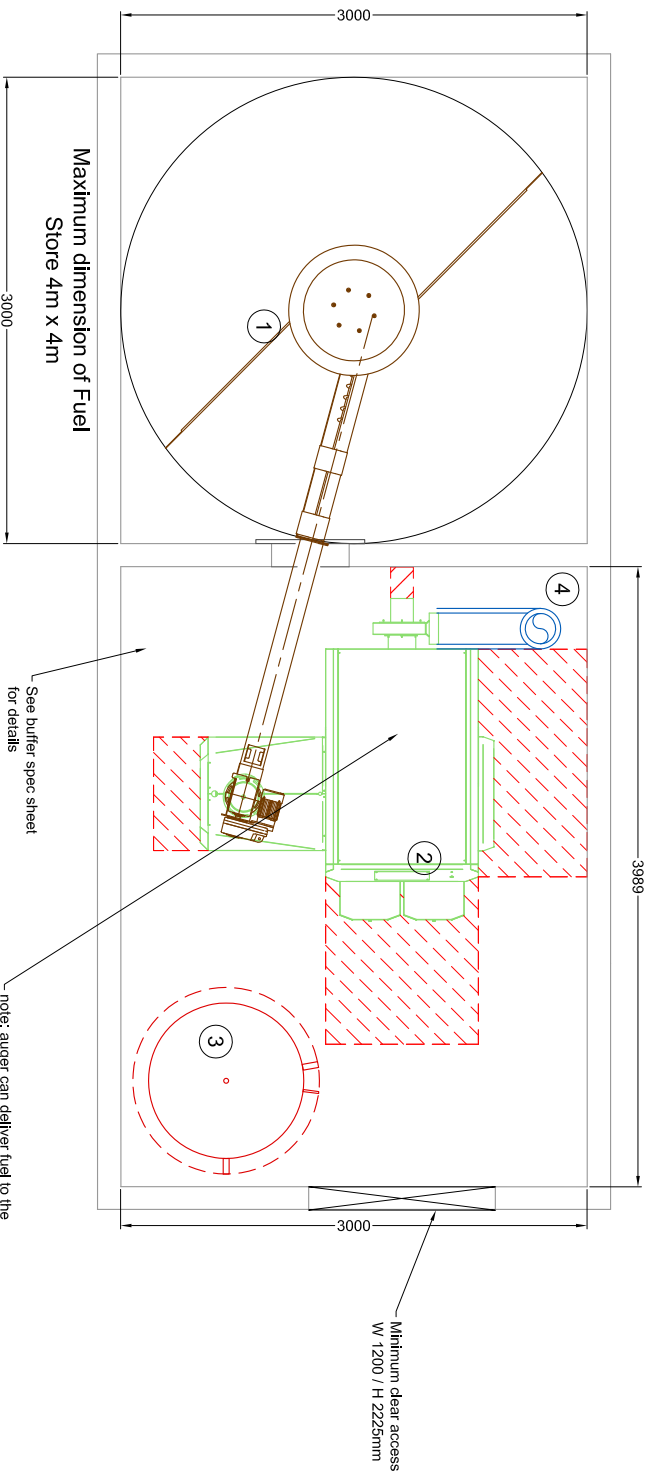 3000
3000
Maximum dimension of Fuel
Store 4m x 4m
1
4
3989
2
3
3000
See buffer spec sheet
for details
note: auger can deliver fuel to the
Minimum clear access
W 1200 / H 2225mm